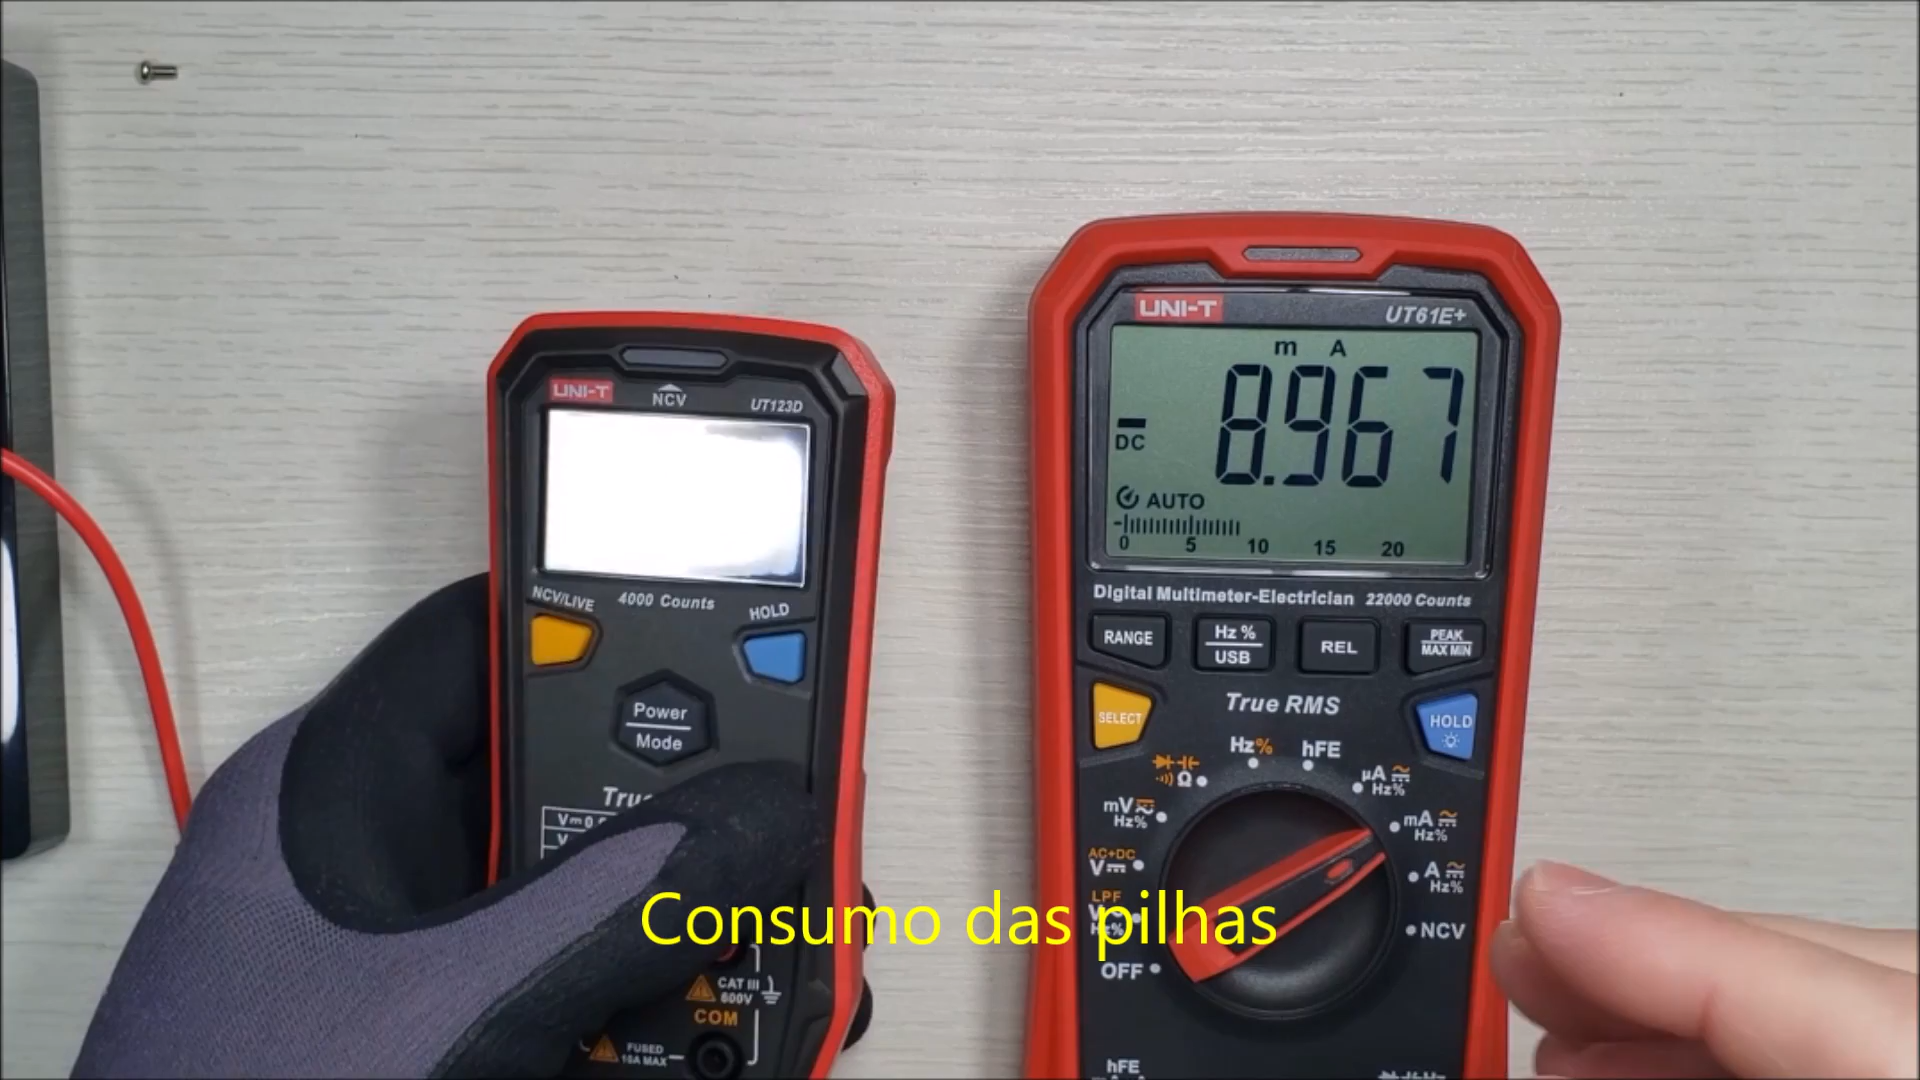 UNI-T
NCV
UT123D
NCV/LIVE
4000 Counts
HOLD
Power
Mode
CAT III
600V
COM
FUSED
10A MAX
UNI-T
UT61E+
m A
- DC
8.967
AUTO
0 5 10 15 20
Digital Multimeter-Electrician 22000 Counts
RANGE
Hz %
USB
REL
PEAK
MAX MIN
SELECT
True RMS
HOLD
Hz%
hFE
Ω
µA
Hz%
mV
Hz%
mA
Hz%
AC+DC
V
A
Hz%
LPF
Hz%
NCV
OFF
hFE
Consumo das pilhas